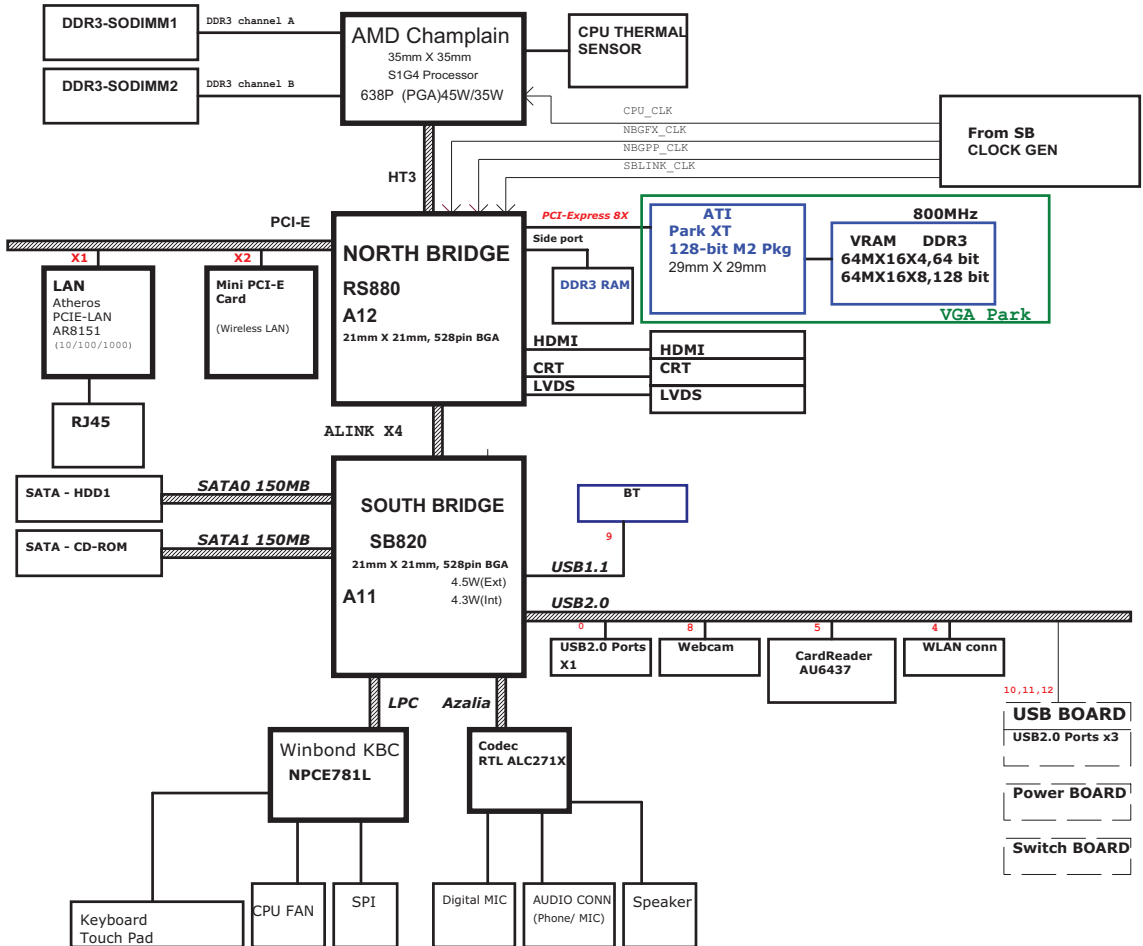 DDR3-SODIMM1
DDR3 channel A
DDR3-SODIMM2
DDR3 channel B
AMD Champlain
35mm X 35mm
S1G4 Processor
638P (PGA)45W/35W
CPU THERMAL
SENSOR
CPU_CLK
NBGFX_CLK
NBGPP_CLK
SBLINK_CLK
From SB
CLOCK GEN
HT3
PCI-E
X1
X2
LAN
Atheros
PCIE-LAN
AR8151
(10/100/1000)
RJ45
Mini PCI-E
Card
(Wireless LAN)
NORTH BRIDGE
RS880
A12
21mm X 21mm, 528pin BGA
PCI-Express 8X
Side port
DDR3 RAM
ATI
Park XT
128-bit M2 Pkg
29mm X 29mm
800MHz
VRAM DDR3
64MX16X4,64 bit
64MX16X8,128 bit
VGA Park
HDMI
HDMI
CRT
CRT
LVDS
LVDS
ALINK X4
SATA - HDD1
SATA0 150MB
SATA - CD-ROM
SATA1 150MB
SOUTH BRIDGE
SB820
21mm X 21mm, 528pin BGA
4.5W(Ext)
4.3W(Int)
A11
BT
9
USB1.1
USB2.0
0
USB2.0 Ports
X1
8
Webcam
5
CardReader
AU6437
4
WLAN conn
10,11,12
USB BOARD
USB2.0 Ports x3
Power BOARD
Switch BOARD
LPC
Azalia
Winbond KBC
NPCE781L
Codec
RTL ALC271X
Keyboard
Touch Pad
CPU FAN
SPI
Digital MIC
AUDIO CONN
(Phone/ MIC)
Speaker